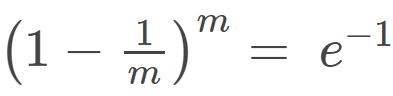 (1 − 1/m)^m = e^{−1}